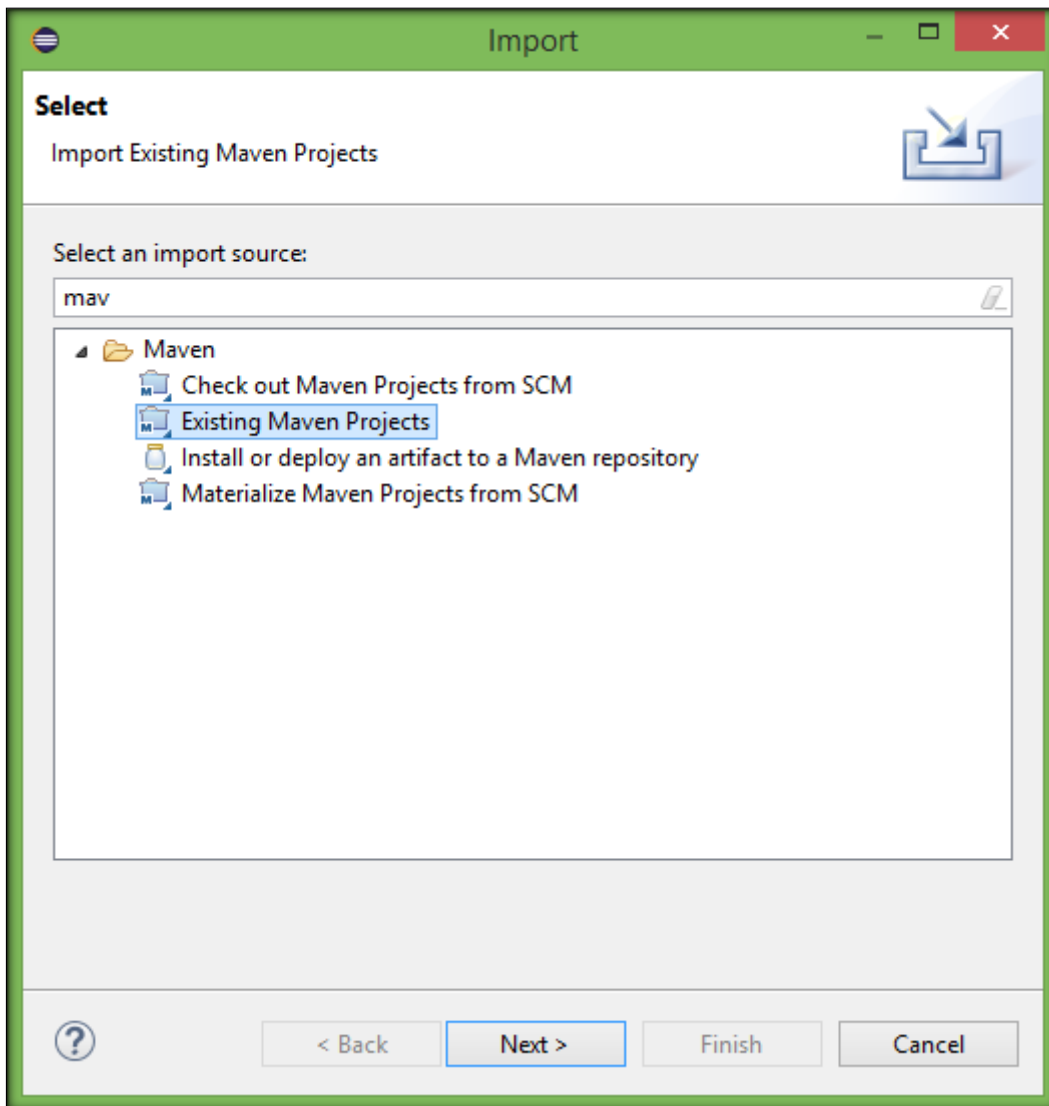 Import
Select
Import Existing Maven Projects
Select an import source:
mav
Maven
Check out Maven Projects from SCM
Existing Maven Projects
Install or deploy an artifact to a Maven repository
Materialize Maven Projects from SCM
< Back Next > Finish Cancel